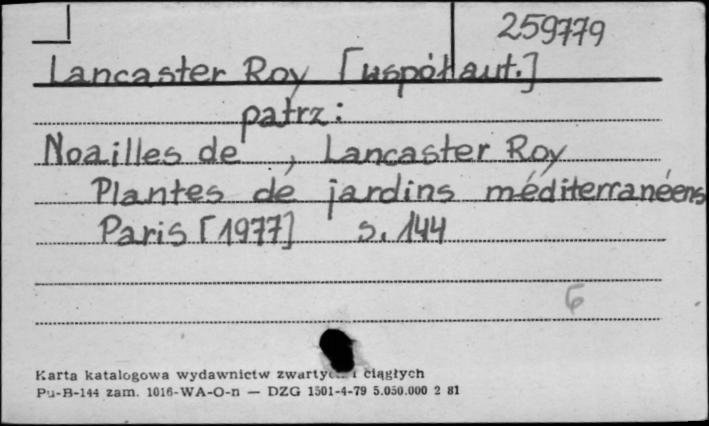 259779
Lancaster Roy [współaut.]
patrz:
Noailles de , Lancaster Roy
Plantes de jardins méditerranéens
Paris [1977] s. 144
6
Karta katalogowa wydawnictw i ciągłych
Pu-B-144 zam. 1016-WA-O-n — DZG 1501-4-79 5.050.000 2 81